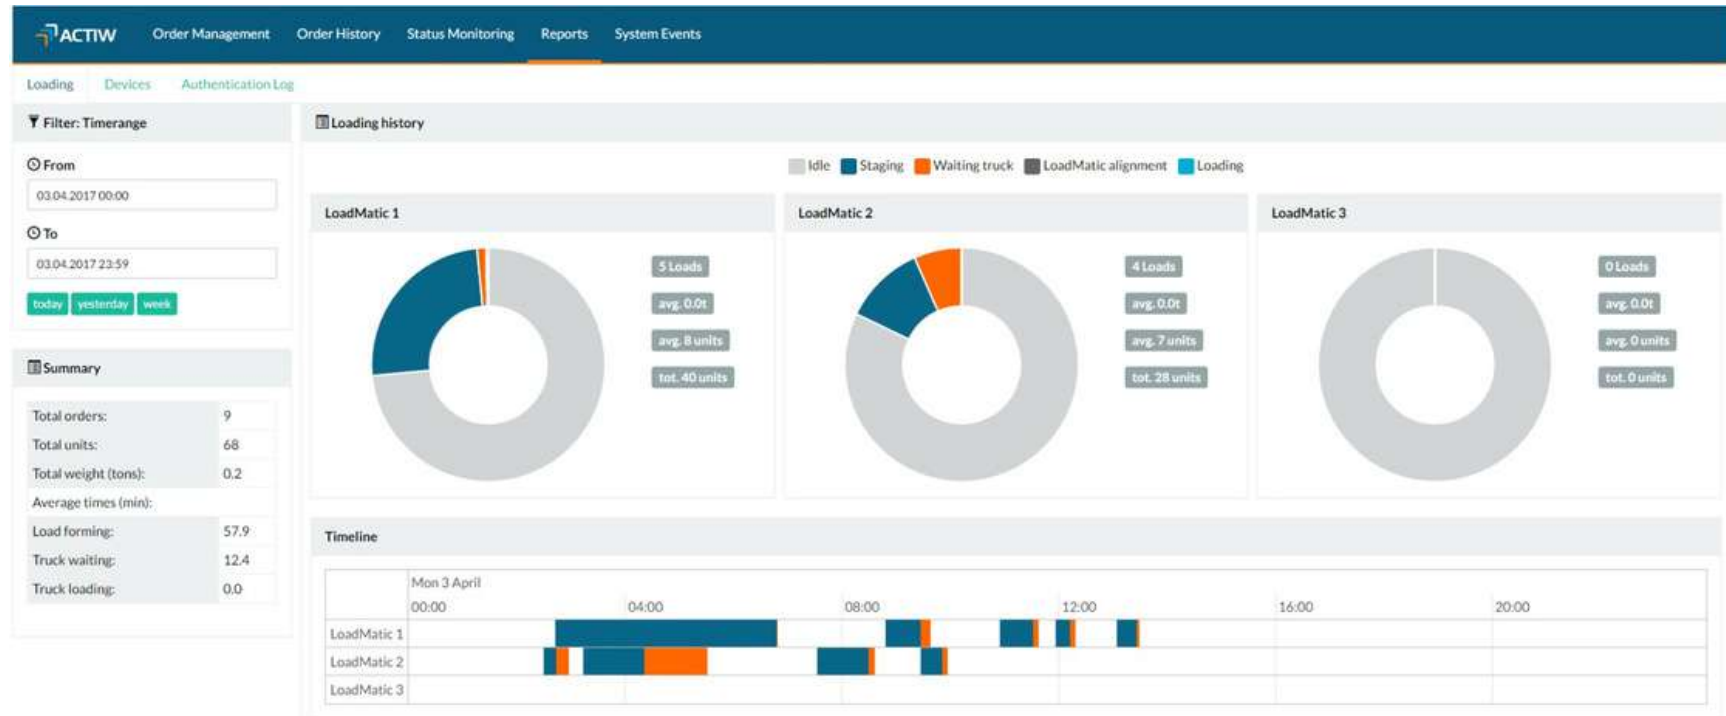 ACTIW Order Management Order History Status Monitoring Reports System Events
Loading Devices Authentication Log
Filter: Timerange
From
03.04.2017 00:00
To
03.04.2017 23:59
today yesterday week
Summary
Total orders: 9
Total units: 68
Total weight (tons): 0.2
Average times (min):
Load forming: 57.9
Truck waiting: 12.4
Truck loading: 0.0
Loading history
Idle Staging Waiting truck LoadMatic alignment Loading
LoadMatic 1
5 Loads
avg. 0.0t
avg. 8 units
tot. 40 units
LoadMatic 2
4 Loads
avg. 0.0t
avg. 7 units
tot. 28 units
LoadMatic 3
0 Loads
avg. 0.0t
avg. 0 units
tot. 0 units
Timeline
Mon 3 April
00:00 04:00 08:00 12:00 16:00 20:00
LoadMatic 1
LoadMatic 2
LoadMatic 3